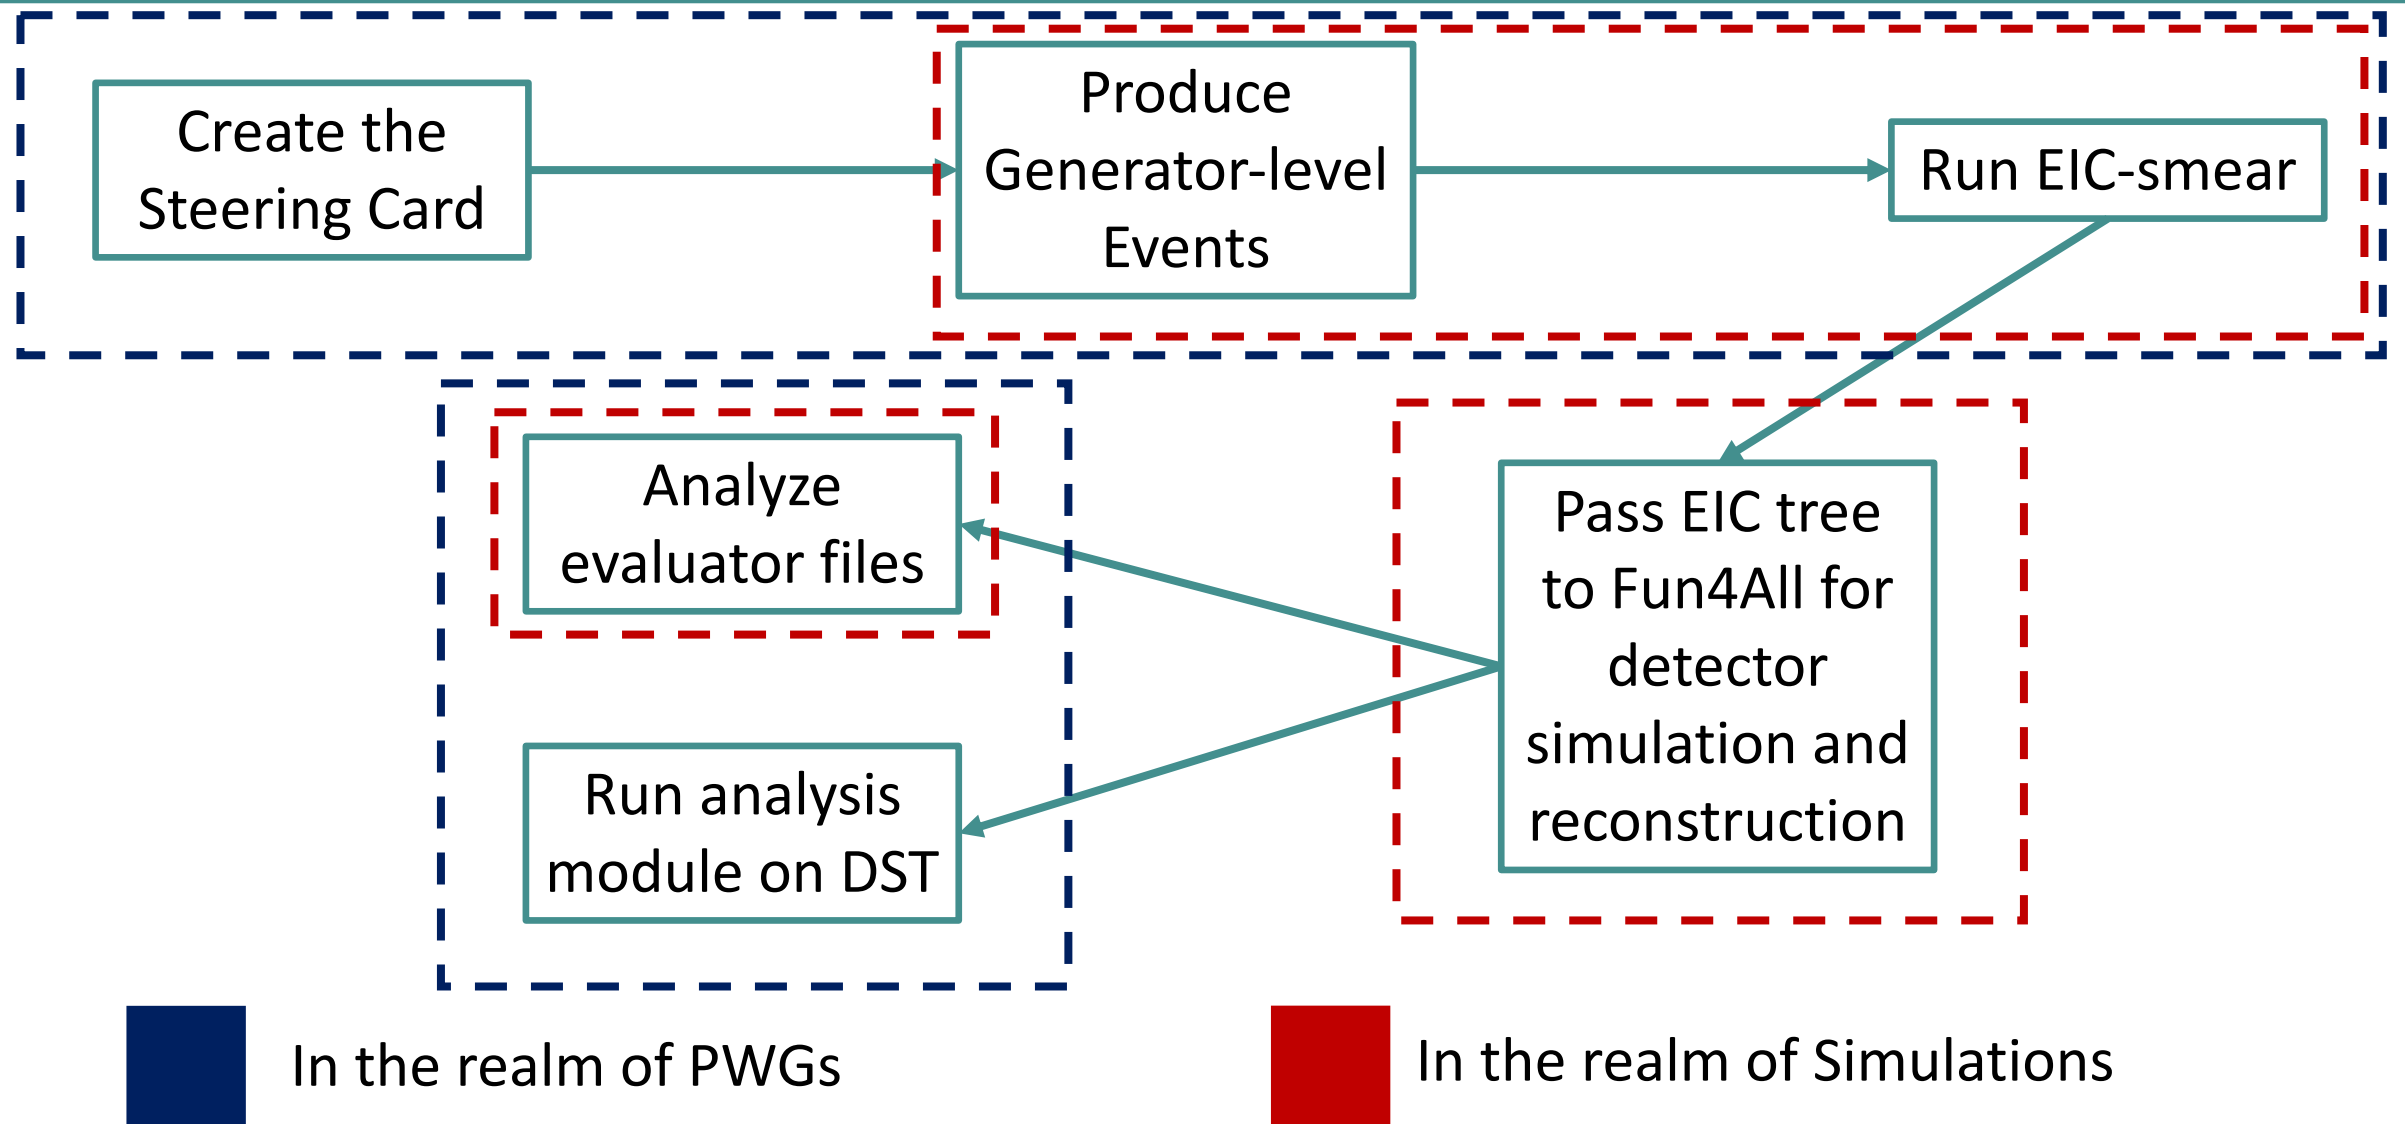 Create the
Steering Card
Produce
Generator-level
Events
Run EIC-smear
Analyze
evaluator files
Run analysis
module on DST
Pass EIC tree
to Fun4All for
detector
simulation and
reconstruction
In the realm of PWGs
In the realm of Simulations